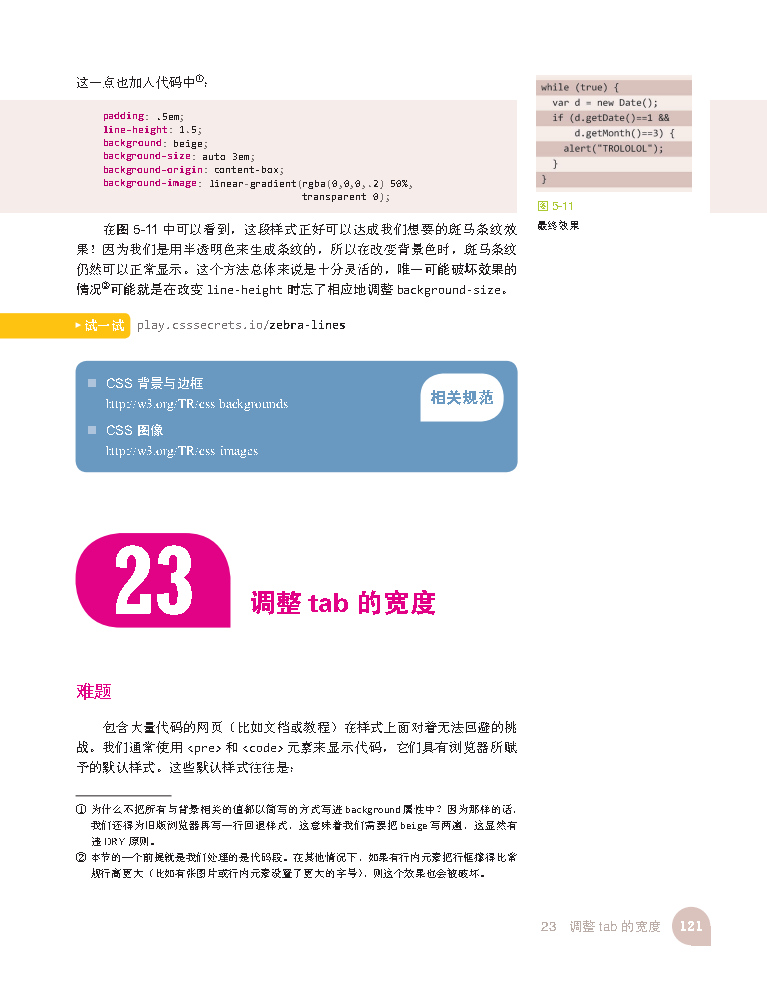 这一点也加入代码中①：
padding: .5em;
line-height: 1.5;
background: beige;
background-size: auto 3em;
background-origin: content-box;
background-image: linear-gradient(rgba(0,0,0,.2) 50%,
transparent 0);
在图 5-11 中可以看到，这段样式正好可以达成我们想要的斑马条纹效
果！因为我们是用半透明色来生成条纹的，所以在改变背景色时，斑马条纹
仍然可以正常显示。这个方法总体来说是十分灵活的，唯一可能破坏效果的
情况②可能就是在改变 line-height 时忘了相应地调整 background-size。
while (true) {
var d = new Date();
if (d.getDate()==1 &&
d.getMonth()==3) {
alert("TROLOLOL");
}
}
图 5-11
最终效果
▶试一试 play.csssecrets.io/zebra-lines
相关规范
CSS 背景与边框
http://w3.org/TR/css-backgrounds
CSS 图像
http://w3.org/TR/css-images
23
调整 tab 的宽度
难题
包含大量代码的网页（比如文档或教程）在样式上面对着无法回避的挑
战。我们通常使用 <pre> 和 <code> 元素来显示代码，它们具有浏览器所赋
予的默认样式。这些默认样式往往是：
① 为什么不把所有与背景相关的值都以简写的方式写进 background 属性中？因为那样的话，
我们还得为旧版浏览器再写一行回退样式，这意味着我们需要把 beige 写两遍，这显然有
违 DRY 原则。
② 本节的一个前提就是我们处理的是代码段。在其他情况下，如果有行内元素把行框撑得比常
规行高更大（比如有张图片或行内元素设置了更大的字号），则这个效果也会被破坏。
23 调整 tab 的宽度 121